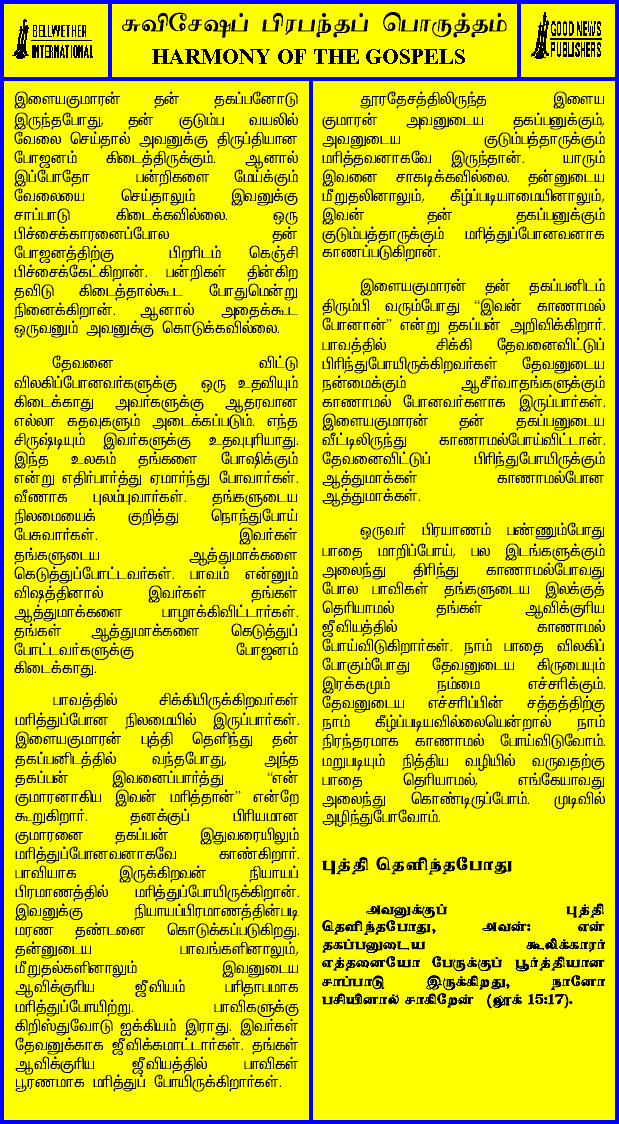 BELLWETHER
INTERNATIONAL
சுவிசேஷப் பிரபந்தப் பொருத்தம்
HARMONY OF THE GOSPELS
GOOD NEWS
PUBLISHERS
இளையகுமாரன் தன் தகப்பனோடு
இருந்தபோது, தன் குடும்ப வயலில்
வேலை செய்தால் அவனுக்கு திருப்தியான
போஜனம் கிடைத்திருக்கும். ஆனால்
இப்போதோ பன்றிகளை மேய்க்கும்
வேலையை செய்தாலும் இவனுக்கு
சாப்பாடு கிடைக்கவில்லை. ஒரு
பிச்சைக்காரனைப்போல தன்
போஜனத்திற்கு பிறரிடம் கெஞ்சி
பிச்சைக்கேட்கிறான். பன்றிகள் தின்கிற
தவிடு கிடைத்தால்கூட போதுமென்று
நினைக்கிறான். ஆனால் அதைக்கூட
ஒருவனும் அவனுக்கு கொடுக்கவில்லை.
தேவனை விட்டு
விலகிப்போனவர்களுக்கு ஒரு உதவியும்
கிடைக்காது அவர்களுக்கு ஆதரவான
எல்லா கதவுகளும் அடைக்கப்படும். எந்த
சிருஷ்டியும் இவர்களுக்கு உதவுபுரியாது.
இந்த உலகம் தங்களை போஷிக்கும்
என்று எதிர்பார்த்து ஏமார்ந்து போவார்கள்.
வீணாக புலம்புவார்கள். தங்களுடைய
நிலமையைக் குறித்து நொந்துபோய்
பேசுவார்கள். இவர்கள்
தங்களுடைய ஆத்துமாக்களை
கெடுத்துப்போட்டவர்கள். பாவம் என்னும்
விஷத்தினால் இவர்கள் தங்கள்
ஆத்துமாக்களை பாழாக்கிவிட்டார்கள்.
தங்கள் ஆத்துமாக்களை கெடுத்துப்
போட்டவர்களுக்கு போஜனம்
கிடைக்காது.
பாவத்தில் சிக்கியிருக்கிறவர்கள்
மரித்துப்போன நிலமையில் இருப்பார்கள்.
இளையகுமாரன் புத்தி தெளிந்து தன்
தகப்பனிடத்தில் வந்தபோது, அந்த
தகப்பன் இவனைப்பார்த்து “என்
குமாரனாகிய இவன் மரித்தான்” என்றே
கூறுகிறார். தனக்குப் பிரியமான
குமாரனை தகப்பன் இதுவரையிலும்
மரித்துப்போனவனாகவே காண்கிறார்.
பாவியாக இருக்கிறவன் நியாயப்
பிரமாணத்தில் மரித்துப்போயிருக்கிறான்.
இவனுக்கு நியாயப்பிரமாணத்தின்படி
மரண தண்டனை கொடுக்கப்படுகிறது.
தன்னுடைய பாவங்களினாலும்,
மீறுதல்களினாலும் இவனுடைய
ஆவிக்குரிய ஜீவியம் பரிதாபமாக
மரித்துப்போயிற்று. பாவிகளுக்கு
கிறிஸ்துவோடு ஐக்கியம் இராது. இவர்கள்
தேவனுக்காக ஜீவிக்கமாட்டார்கள். தங்கள்
ஆவிக்குரிய ஜீவியத்தில் பாவிகள்
பூரணமாக மரித்துப் போயிருக்கிறார்கள்.
தூரதேசத்திலிருந்த இளைய
குமாரன் அவனுடைய தகப்பனுக்கும்,
அவனுடைய குடும்பத்தாருக்கும்
மரித்தவனாகவே இருந்தான். யாரும்
இவனை சாகடிக்கவில்லை. தன்னுடைய
மீறுதலினாலும், கீழ்ப்படியாமையினாலும்,
இவன் தன் தகப்பனுக்கும்
குடும்பத்தாருக்கும் மரித்துப்போனவனாக
காணப்படுகிறான்.
இளையகுமாரன் தன் தகப்பனிடம்
திரும்பி வரும்போது “இவன் காணாமல்
போனான்” என்று தகப்பன் அறிவிக்கிறார்.
பாவத்தில் சிக்கி தேவனைவிட்டுப்
பிரிந்துபோயிருக்கிறவர்கள் தேவனுடைய
நன்மைக்கும் ஆசீர்வாதங்களுக்கும்
காணாமல் போனவர்களாக இருப்பார்கள்.
இளையகுமாரன் தன் தகப்பனுடைய
வீட்டிலிருந்து காணாமல்போய்விட்டான்.
தேவனைவிட்டுப் பிரிந்துபோயிருக்கும்
ஆத்துமாக்கள் காணாமல்போன
ஆத்துமாக்கள்.
ஒருவர் பிரயாணம் பண்ணும்போது
பாதை மாறிப்போய், பல இடங்களுக்கும்
அலைந்து திரிந்து காணாமல்போவது
போல பாவிகள் தங்களுடைய இலக்குத்
தெரியாமல் தங்கள் ஆவிக்குரிய
ஜீவியத்தில் காணாமல்
போய்விடுகிறார்கள். நாம் பாதை விலகிப்
போகும்போது தேவனுடைய கிருபையும்
இரக்கமும் நம்மை எச்சரிக்கும்.
தேவனுடைய எச்சரிப்பின் சத்தத்திற்கு
நாம் கீழ்ப்படியவில்லையென்றால் நாம்
நிரந்தரமாக காணாமல் போய்விடுவோம்.
மறுபடியும் நித்திய வழியில் வருவதற்கு
பாதை தெரியாமல், எங்கேயாவது
அலைந்து கொண்டிருப்போம். முடிவில்
அழிந்துபோவோம்.
புத்தி தெளிந்தபோது
அவனுக்குப் புத்தி
தெளிந்தபோது, அவன்: என்
தகப்பனுடைய கூலிக்காரர்
எத்தனையோ பேருக்குப் பூர்த்தியான
சாப்பாடு இருக்கிறது, நானோ
பசியினால் சாகிறேன் (லூக் 15:17).